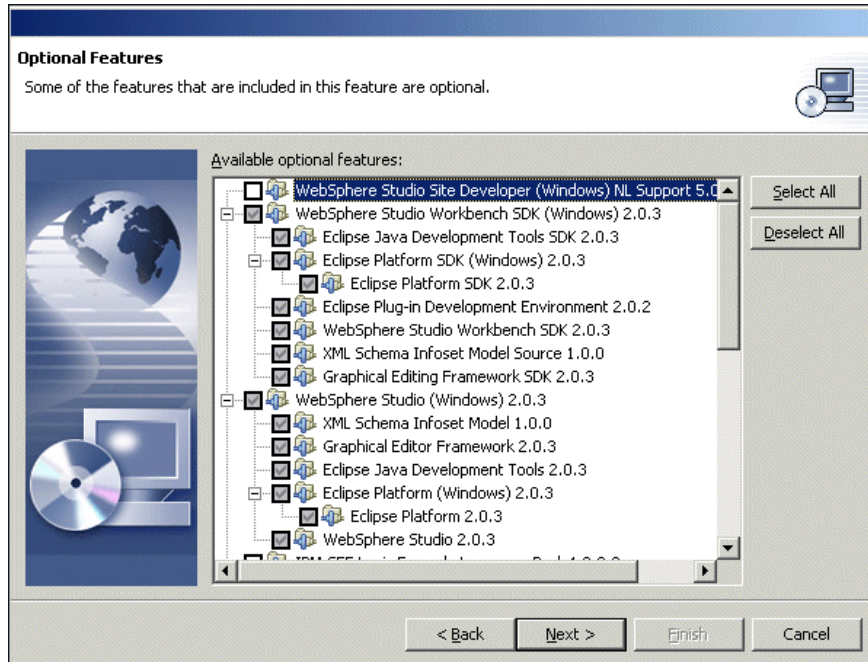 Optional Features
Some of the features that are included in this feature are optional.
Available optional features:
WebSphere Studio Site Developer (Windows) NL Support 5.0
WebSphere Studio Workbench SDK (Windows) 2.0.3
Eclipse Java Development Tools SDK 2.0.3
Eclipse Platform SDK (Windows) 2.0.3
Eclipse Platform SDK 2.0.3
Eclipse Plug-in Development Environment 2.0.2
WebSphere Studio Workbench SDK 2.0.3
XML Schema Infoset Model Source 1.0.0
Graphical Editing Framework SDK 2.0.3
WebSphere Studio (Windows) 2.0.3
XML Schema Infoset Model 1.0.0
Graphical Editor Framework 2.0.3
Eclipse Java Development Tools 2.0.3
Eclipse Platform (Windows) 2.0.3
Eclipse Platform 2.0.3
WebSphere Studio 2.0.3
Select All
Deselect All
< Back
Next >
Finish
Cancel